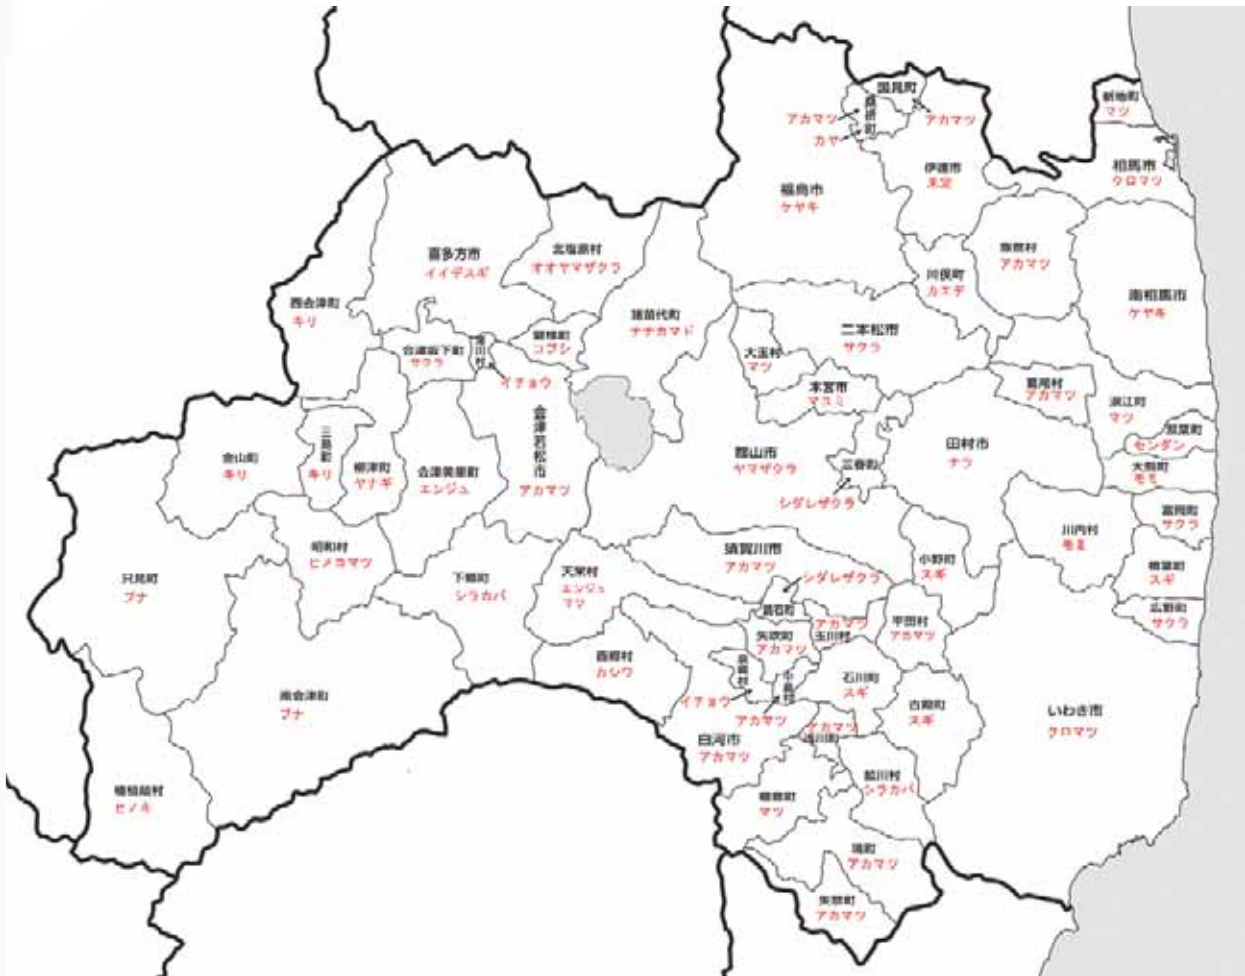 国見町
アカマツ
桑折町
カヤ
アカマツ
新地町
マツ
相馬市
クロマツ
伊達市
未定
福島市
ケヤキ
飯舘村
アカマツ
川俣町
カエデ
南相馬市
ケヤキ
喜多方市
イイデスギ
北塩原村
オオヤマザクラ
西会津町
キリ
猪苗代町
ナナカマド
磐梯町
コブシ
会津坂下町
サクラ
湯川村
イチョウ
二本松市
サクラ
大玉村
マツ
本宮市
マユミ
葛尾村
アカマツ
浪江町
マツ
双葉町
センダン
大熊町
モミ
会津若松市
アカマツ
三島町
キリ
金山町
キリ
柳津町
ヤナギ
会津美里町
エンジュ
郡山市
ヤマザクラ
三春町
シダレザクラ
田村市
ナラ
富岡町
サクラ
川内村
モミ
楢葉町
スギ
広野町
サクラ
小野町
スギ
須賀川市
アカマツ
昭和村
ヒメコマツ
只見町
ブナ
下郷町
シラカバ
天栄村
エンジュ
マツ
シダレザクラ
鏡石町
アカマツ
玉川村
平田村
アカマツ
矢吹町
アカマツ
西郷村
カシワ
泉崎村
イチョウ
中島村
アカマツ
石川町
スギ
古殿町
スギ
南会津町
ブナ
いわき市
クロマツ
白河市
アカマツ
アカマツ
浅川町
鮫川村
シラカバ
棚倉町
マツ
檜枝岐村
ヒノキ
塙町
アカマツ
矢祭町
アカマツ